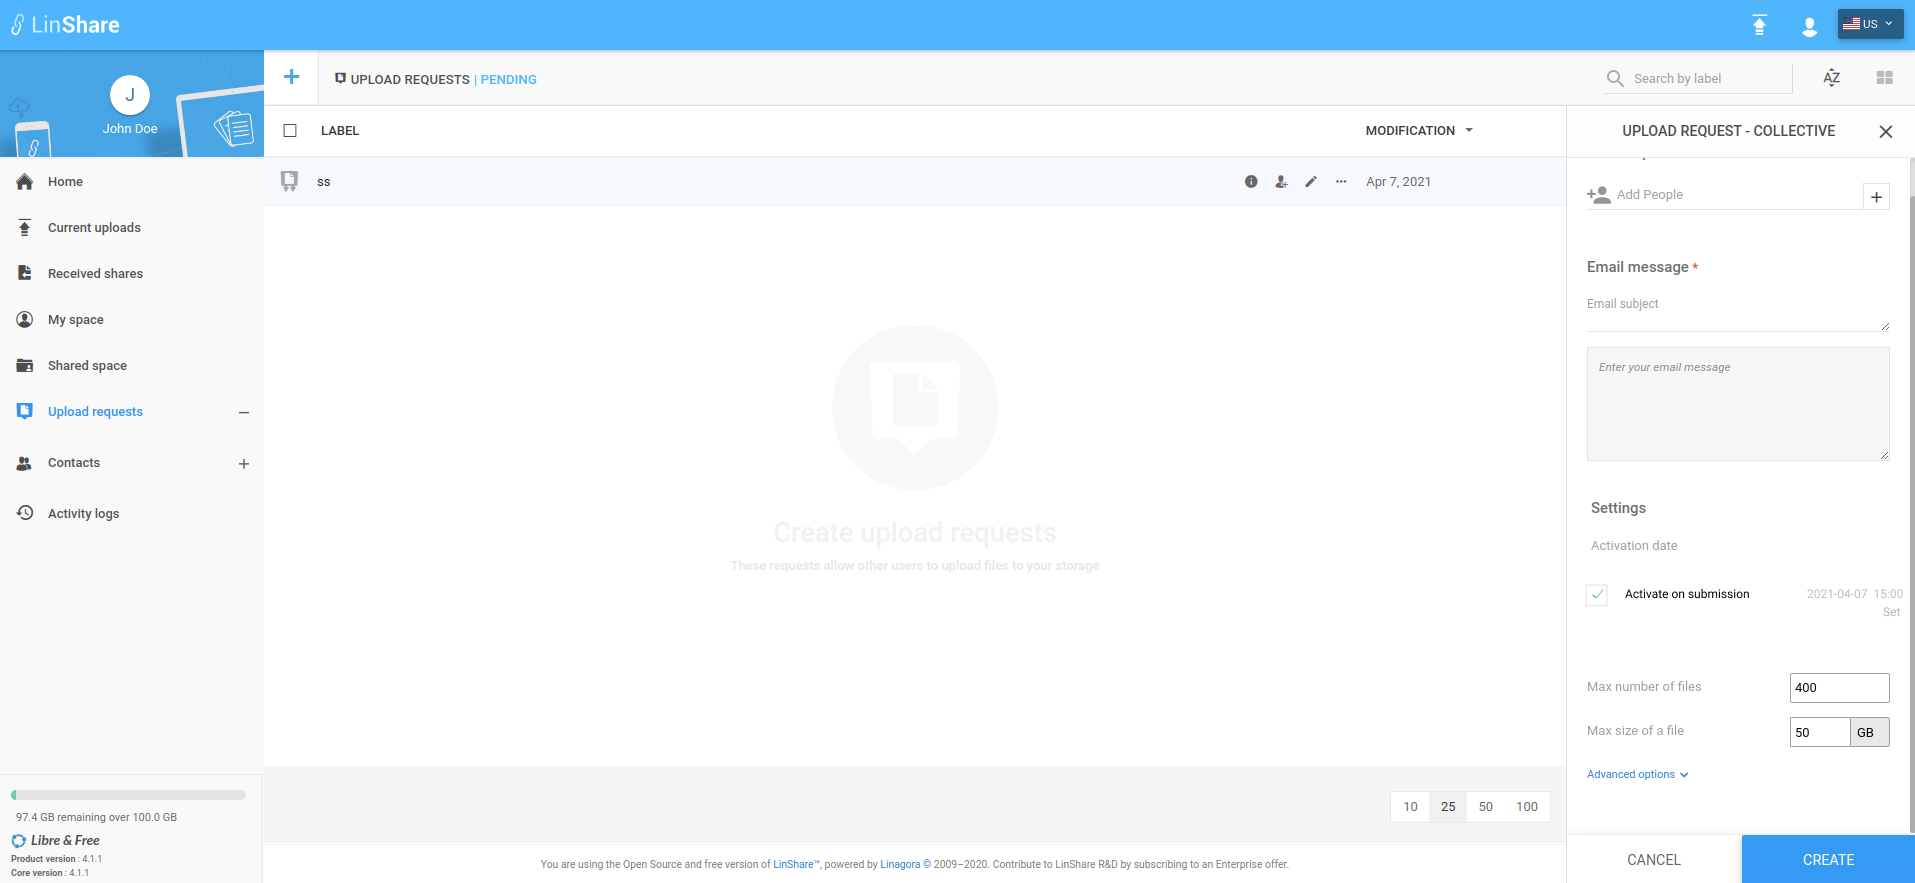 LinShare
US
J
John Doe
Home
Current uploads
Received shares
My space
Shared space
Upload requests
Contacts
Activity logs
97.4 GB remaining over 100.0 GB
Libre & Free
Product version : 4.1.1
Core version : 4.1.1
UPLOAD REQUESTS | PENDING
Search by label
AZ
LABEL
MODIFICATION
ss
Apr 7, 2021
Create upload requests
These requests allow other users to upload files to your storage
10 25 50 100
You are using the Open Source and free version of LinShare™, powered by Linagora © 2009–2020. Contribute to LinShare R&D by subscribing to an Enterprise offer.
UPLOAD REQUEST - COLLECTIVE
Add People
Email message *
Email subject
Enter your email message
Settings
Activation date
Activate on submission 2021-04-07 15:00
Set
Max number of files 400
Max size of a file 50 GB
Advanced options
CANCEL CREATE